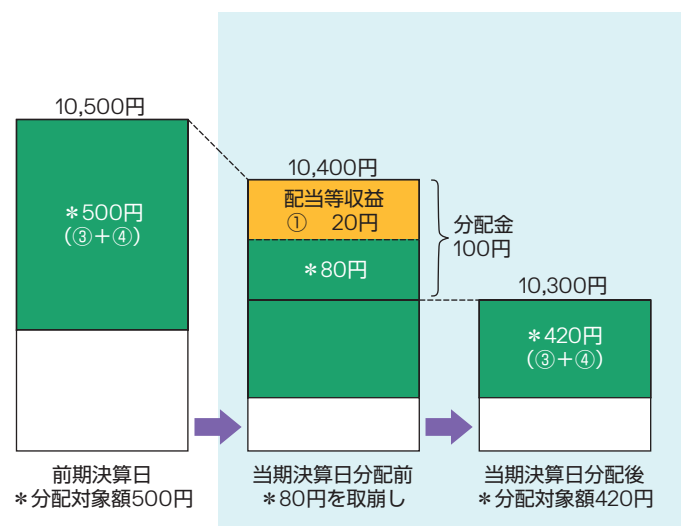 10,500円
＊500円
(③＋④)
前期決算日
＊分配対象額500円
10,400円
配当等収益
① 20円
＊80円
分配金
100円
当期決算日分配前
＊80円を取崩し
10,300円
＊420円
(③＋④)
当期決算日分配後
＊分配対象額420円